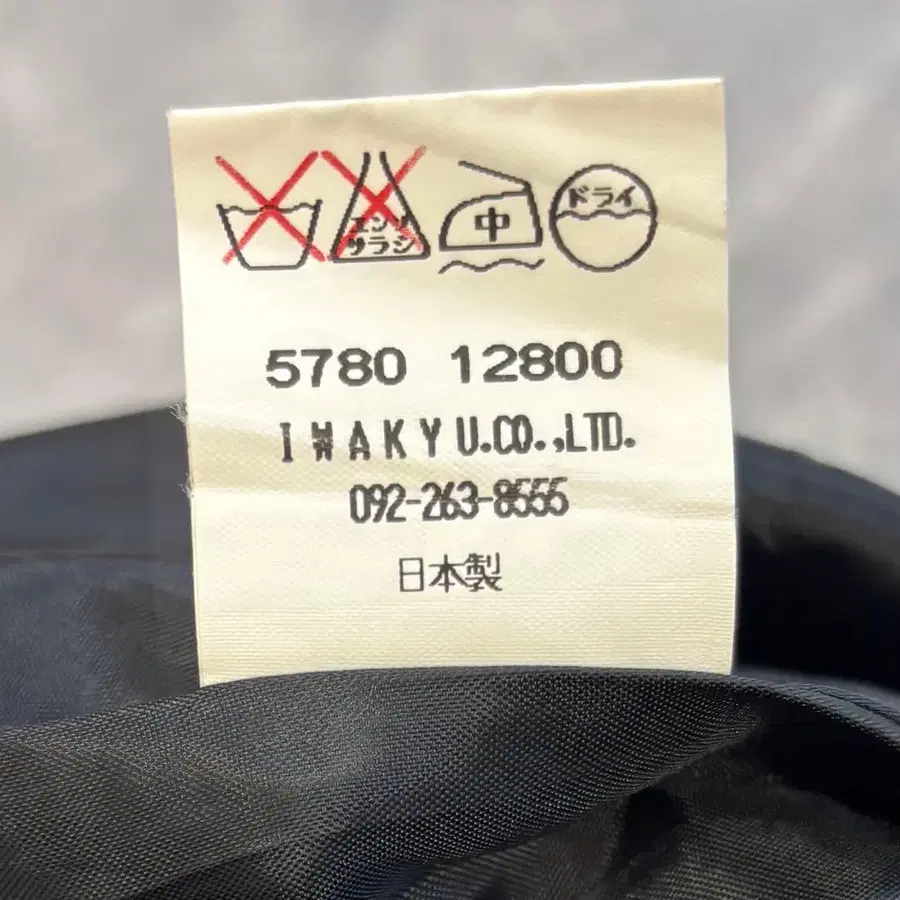 エンソ
サラシ
中
ドライ
5780 12800
IWAKYU.CO.,LTD.
092-263-8555
日本製